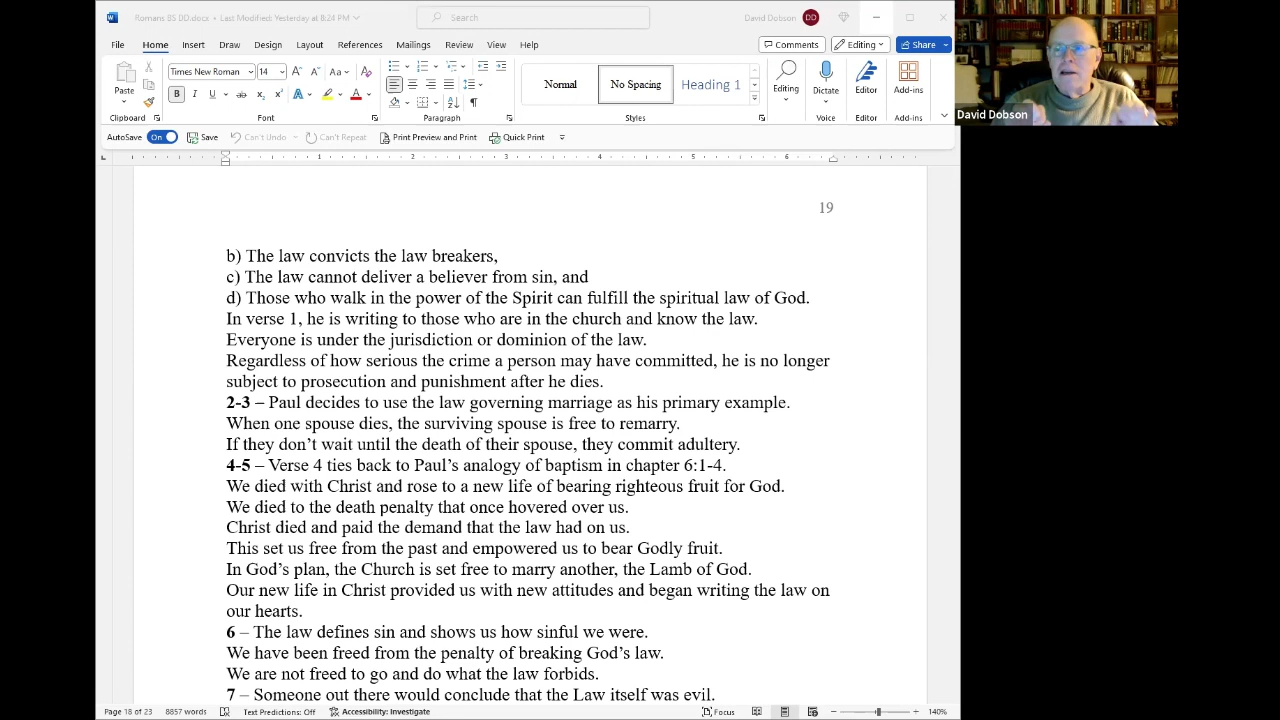 Romans BS DD.docx • Last Modified: Yesterday at 8:24 PM
Search
David Dobson DD
File Home Insert Draw Design Layout References Mailings Review View Help
Comments Editing Share
Times New Roman 14 Aa
Normal No Spacing Heading 1
Paste B I U ab x₂ x² A A
Editing Dictate Editor Add-ins
Clipboard Font Paragraph Styles Voice Editor Add-ins
David Dobson
AutoSave On Save Can't Undo Can't Repeat Print Preview and Print Quick Print
1 2 3 4 5 6
19
b) The law convicts the law breakers,
c) The law cannot deliver a believer from sin, and
d) Those who walk in the power of the Spirit can fulfill the spiritual law of God.
In verse 1, he is writing to those who are in the church and know the law.
Everyone is under the jurisdiction or dominion of the law.
Regardless of how serious the crime a person may have committed, he is no longer
subject to prosecution and punishment after he dies.
2-3 – Paul decides to use the law governing marriage as his primary example.
When one spouse dies, the surviving spouse is free to remarry.
If they don't wait until the death of their spouse, they commit adultery.
4-5 – Verse 4 ties back to Paul's analogy of baptism in chapter 6:1-4.
We died with Christ and rose to a new life of bearing righteous fruit for God.
We died to the death penalty that once hovered over us.
Christ died and paid the demand that the law had on us.
This set us free from the past and empowered us to bear Godly fruit.
In God's plan, the Church is set free to marry another, the Lamb of God.
Our new life in Christ provided us with new attitudes and began writing the law on
our hearts.
6 – The law defines sin and shows us how sinful we were.
We have been freed from the penalty of breaking God's law.
We are not freed to go and do what the law forbids.
7 – Someone out there would conclude that the Law itself was evil.
Page 18 of 23 8857 words Text Predictions: Off Accessibility: Investigate Focus 140%